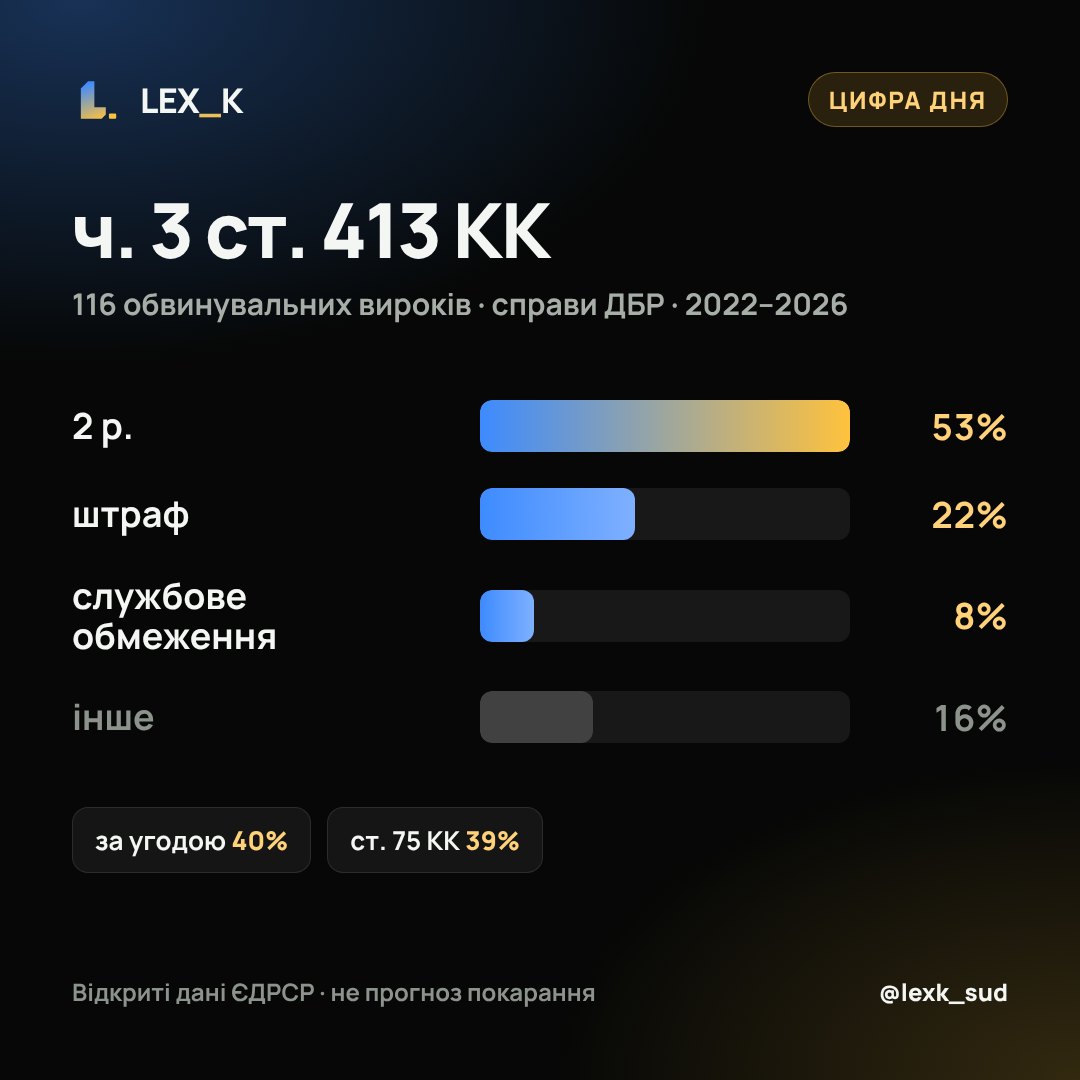 L. LEX_K
ЦИФРА ДНЯ
ч. 3 ст. 413 КК
116 обвинувальних вироків · справи ДБР · 2022–2026
2 р.
53%
штраф
22%
службове
обмеження
8%
інше
16%
за угодою 40%
ст. 75 КК 39%
Відкриті дані ЄДРСР · не прогноз покарання
@lexk_sud